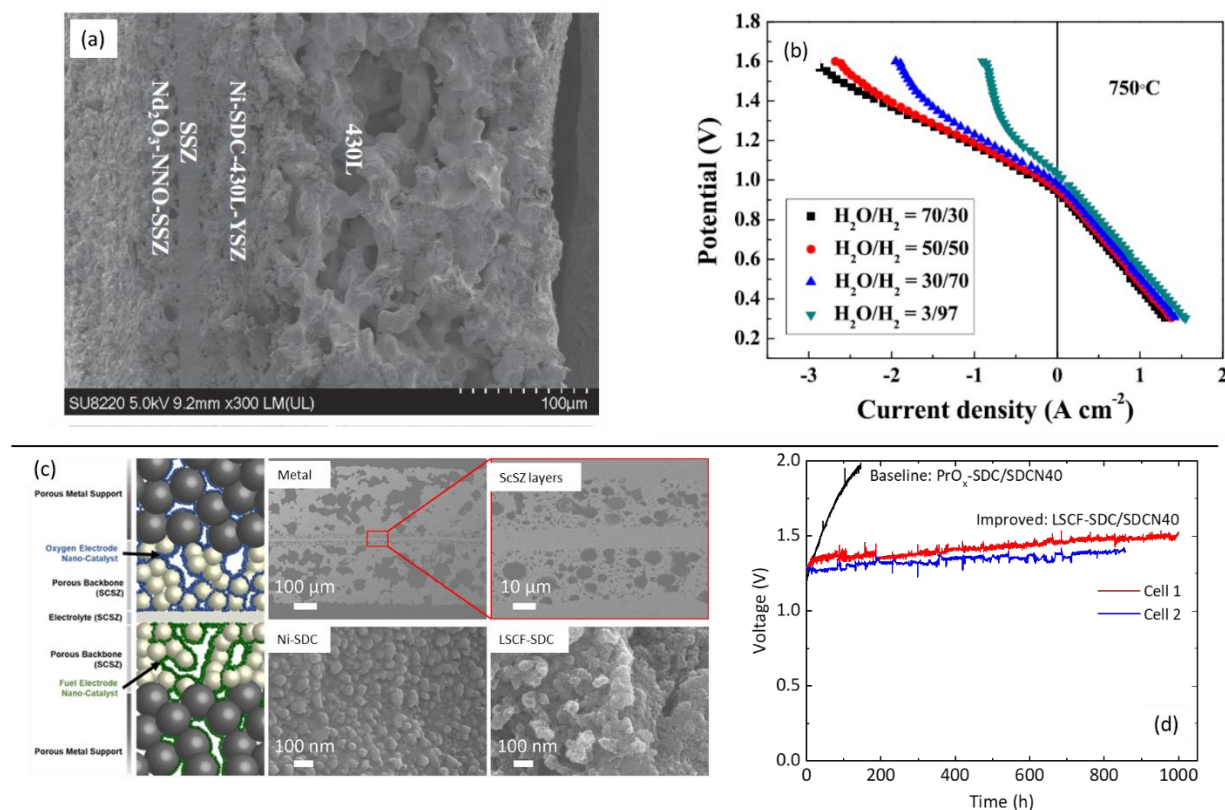 (a)
Nd₂O₃-NNO-SSZ
SSZ
Ni-SDC-430L-YSZ
430L
SU8220 5.0kV 9.2mm x300 LM(UL)
100µm
(b)
750°C
Potential (V)
1.8
1.6
1.4
1.2
1.0
0.8
0.6
0.4
0.2
H₂O/H₂ = 70/30
H₂O/H₂ = 50/50
H₂O/H₂ = 30/70
H₂O/H₂ = 3/97
-3 -2 -1 0 1 2
Current density (A cm⁻²)
(c)
Porous Metal Support
Oxygen Electrode
Nano-Catalyst
Porous Backbone
(SCSZ)
Electrolyte (SCSZ)
Porous Backbone
(SCSZ)
Fuel Electrode
Nano-Catalyst
Porous Metal Support
Metal
100 µm
ScSZ layers
10 µm
Ni-SDC
100 nm
LSCF-SDC
100 nm
Voltage (V)
2.0
1.5
1.0
0.5
0.0
Baseline: PrOₓ-SDC/SDCN40
Improved: LSCF-SDC/SDCN40
Cell 1
Cell 2
(d)
0 200 400 600 800 1000
Time (h)